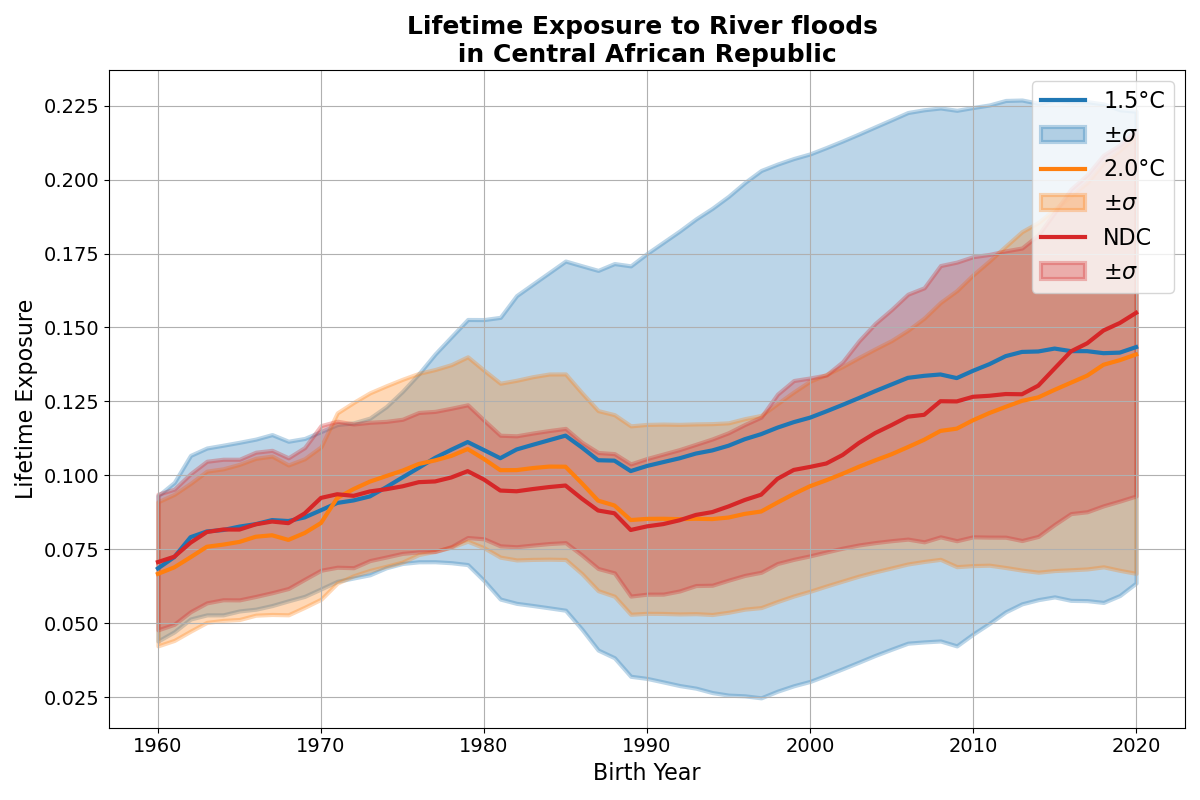 Lifetime Exposure to River floods
in Central African Republic
Lifetime Exposure
0.225
0.200
0.175
0.150
0.125
0.100
0.075
0.050
0.025
1960 1970 1980 1990 2000 2010 2020
Birth Year
1.5°C
±σ
2.0°C
±σ
NDC
±σ